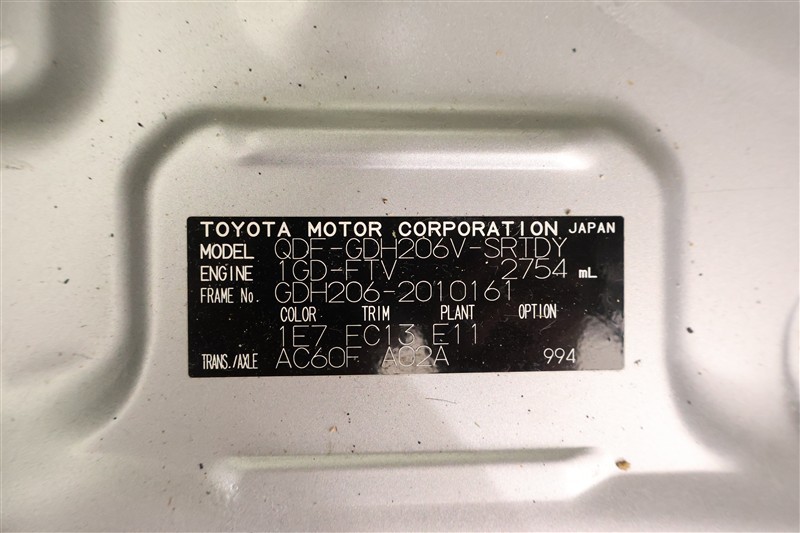 TOYOTA MOTOR CORPORATION JAPAN
MODEL QDF-GDH206V-SRTDY
ENGINE 1GD-FTV 2754 mL
FRAME No. GDH206-2010161
COLOR TRIM PLANT OPTION
1E7 FC13 E11
TRANS./AXLE AC60F A02A 994